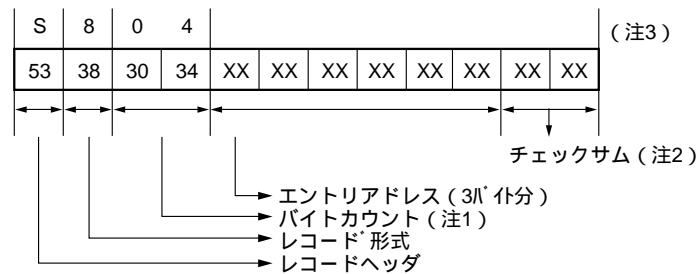 S 8 0 4
(注3)
53 38 30 34 XX XX XX XX XX XX XX XX
チェックサム(注2)
エントリアドレス(3バイト分)
バイトカウント(注1)
レコード形式
レコードヘッダ